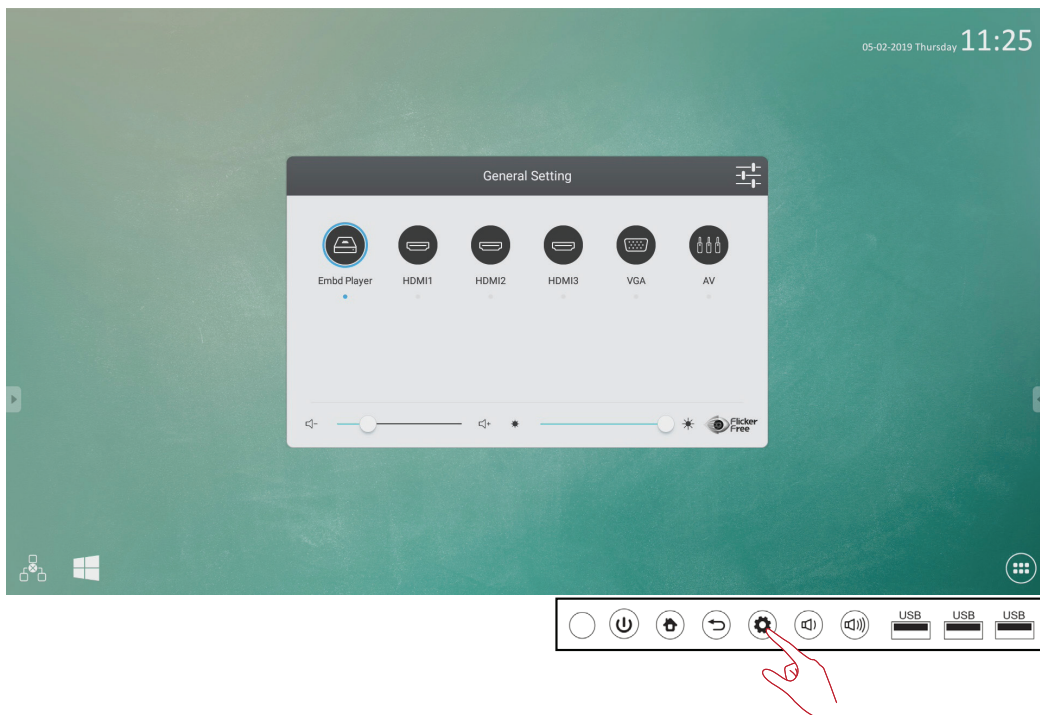 05-02-2019 Thursday 11:25
General Setting
Embd Player HDMI1 HDMI2 HDMI3 VGA AV
Flicker
Free
USB USB USB